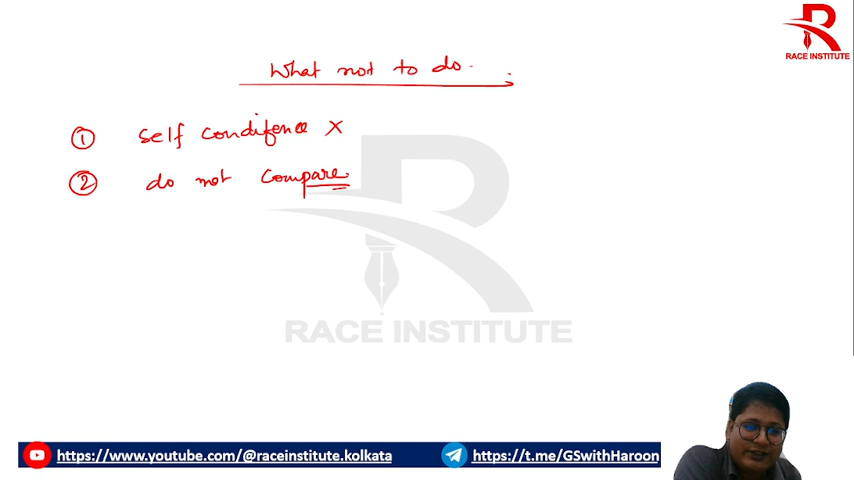 RACE INSTITUTE
What not to do.
① self condifence X
② do not compare
RACE INSTITUTE
https://www.youtube.com/@raceinstitute.kolkata
https://t.me/GSwithHaroon